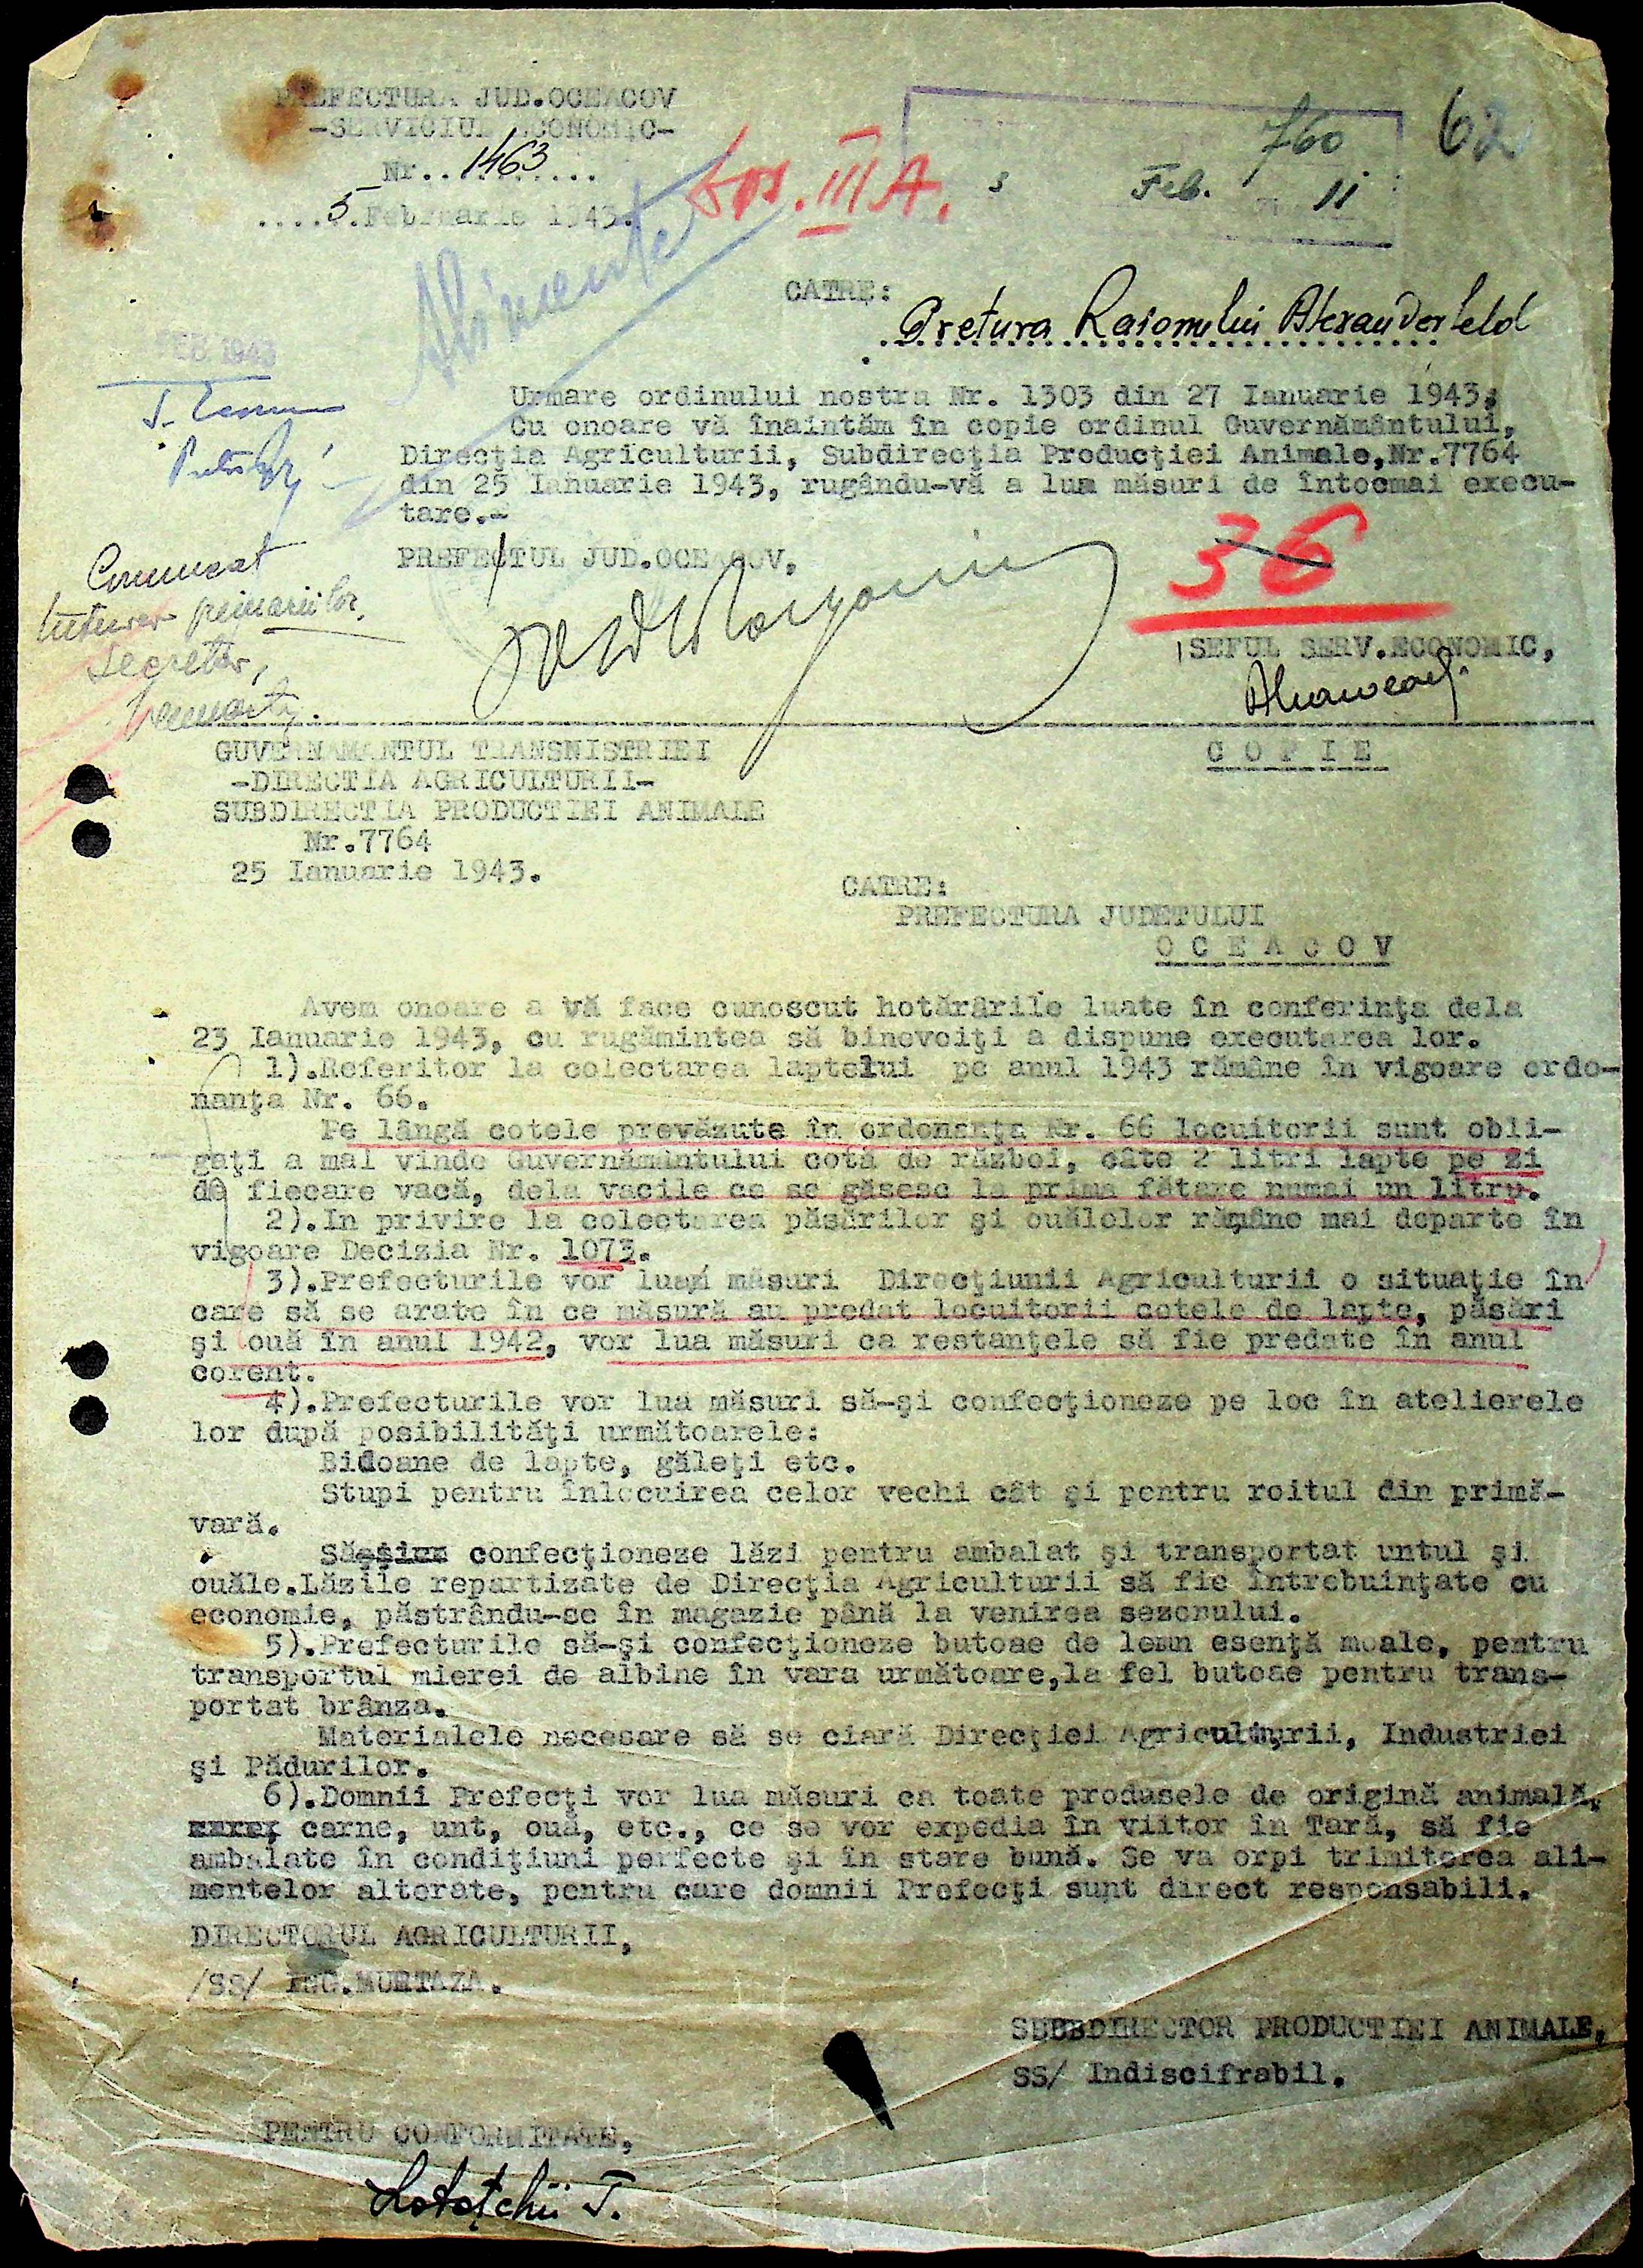 PREFECTURA JUD.OCEACOV
-SERVICIUL ECONOMIC-
Nr..1463....
....5.Februarie 1943.
Dos. III A.
760
Feb. 11
62
Alimente
CATRE:
Pretura Raionului Alexanderfeld
FEB 1943
Urmare ordinului nostru Nr. 1303 din 27 Ianuarie 1943;
Cu onoare vă înaintăm în copie ordinul Guvernământului,
Direcţia Agriculturii, Subdirecţia Producţiei Animale,Nr.7764
din 25 Ianuarie 1943, rugându-vă a lua măsuri de întocmai execu-
tare.-
36
PREFECTUL JUD.OCEACOV.
Comunicat
tuturor primariilor.
Secretar,
SEFUL SERV.ECONOMIC,
GUVERNAMANTUL TRANSNISTRIEI
-DIRECTIA AGRICULTURII-
SUBDIRECTIA PRODUCTIEI ANIMALE
Nr.7764
25 Ianuarie 1943.
C O P I E
CATRE:
PREFECTURA JUDETULUI
O C E A C O V
Avem onoare a vă face cunoscut hotărârile luate în conferinţa dela
23 Ianuarie 1943, cu rugămintea să binevoiţi a dispune executarea lor.
1).Referitor la colectarea laptelui pe anul 1943 rămâne în vigoare ordo-
nanţa Nr. 66.
Pe lângă cotele prevăzute în ordonanţa Nr. 66 locuitorii sunt obli-
gaţi a mai vinde Guvernământului cota de război, câte 2 litri lapte pe zi
de fiecare vacă, dela vacile ce se găsesc la prima fătare numai un litru.
2).In privire la colectarea păsărilor şi ouălelor rămâne mai departe în
vigoare Decizia Nr. 1073.
3).Prefecturile vor lua măsuri Direcţiunii Agriculturii o situaţie în
care să se arate în ce măsură au predat locuitorii cotele de lapte, păsări
şi ouă în anul 1942, vor lua măsuri ca restanţele să fie predate în anul
corent.
4).Prefecturile vor lua măsuri să-şi confecţioneze pe loc în atelierele
lor după posibilităţi următoarele:
Bidoane de lapte, găleţi etc.
Stupi pentru înlocuirea celor vechi cât şi pentru roitul din primă-
vară.
Să confecţioneze lăzi pentru ambalat şi transportat untul şi
ouăle.Lăzile repartizate de Direcţia Agriculturii să fie întrebuinţate cu
economie, păstrându-se în magazie până la venirea sezonului.
5).Prefecturile să-şi confecţioneze butoae de lemn esenţă moale, pentru
transportul mierei de albine în vara următoare,la fel butoae pentru trans-
portat brânza.
Materialele necesare să se ciară Direcţiei Agriculturii, Industriei
şi Pădurilor.
6).Domnii Prefecţi vor lua măsuri ca toate produsele de origină animală,
carne, unt, ouă, etc., ce se vor expedia în viitor în Tară, să fie
ambalate în condiţiuni perfecte şi în stare bună. Se va orpi trimiterea ali-
mentelor alterate, pentru care domnii Prefecţi sunt direct responsabili.
DIRECTORUL AGRICULTURII,
/SS/ ING.MURTAZA.
SUBDIRECTOR PRODUCTIEI ANIMALE,
SS/ Indiscifrabil.
PENTRU CONFORMITATE,